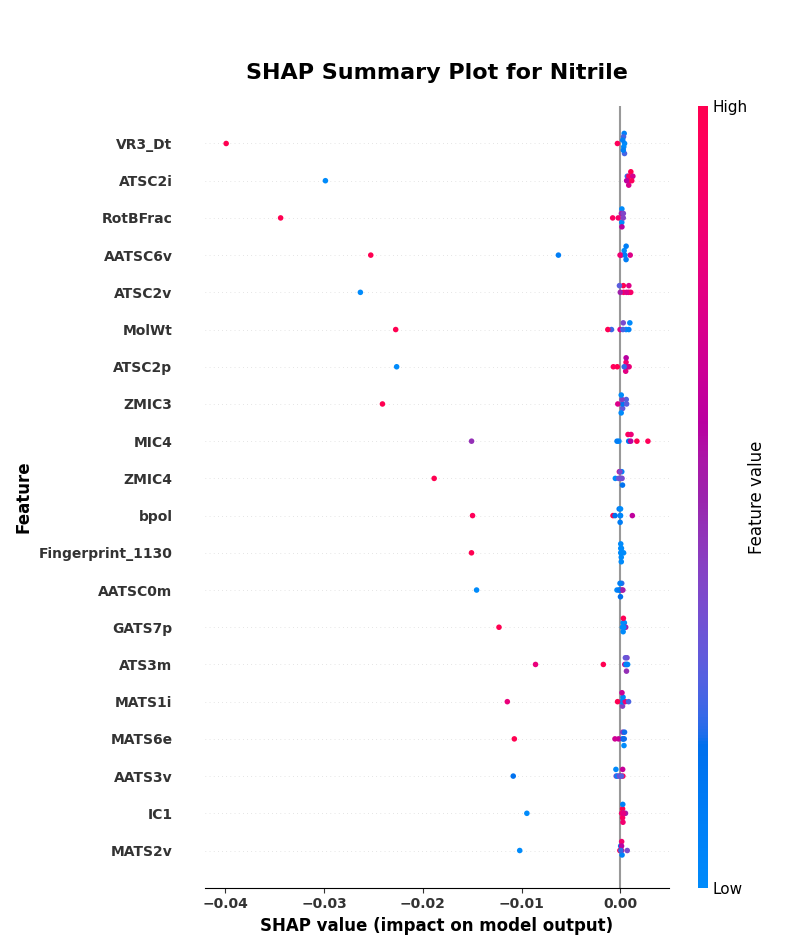 SHAP Summary Plot for Nitrile
High
VR3_Dt
ATSC2i
RotBFrac
AATSC6v
ATSC2v
MolWt
ATSC2p
ZMIC3
MIC4
ZMIC4
bpol
Fingerprint_1130
AATSC0m
GATS7p
ATS3m
MATS1i
MATS6e
AATS3v
IC1
MATS2v
Feature
Feature value
Low
−0.04 −0.03 −0.02 −0.01 0.00
SHAP value (impact on model output)